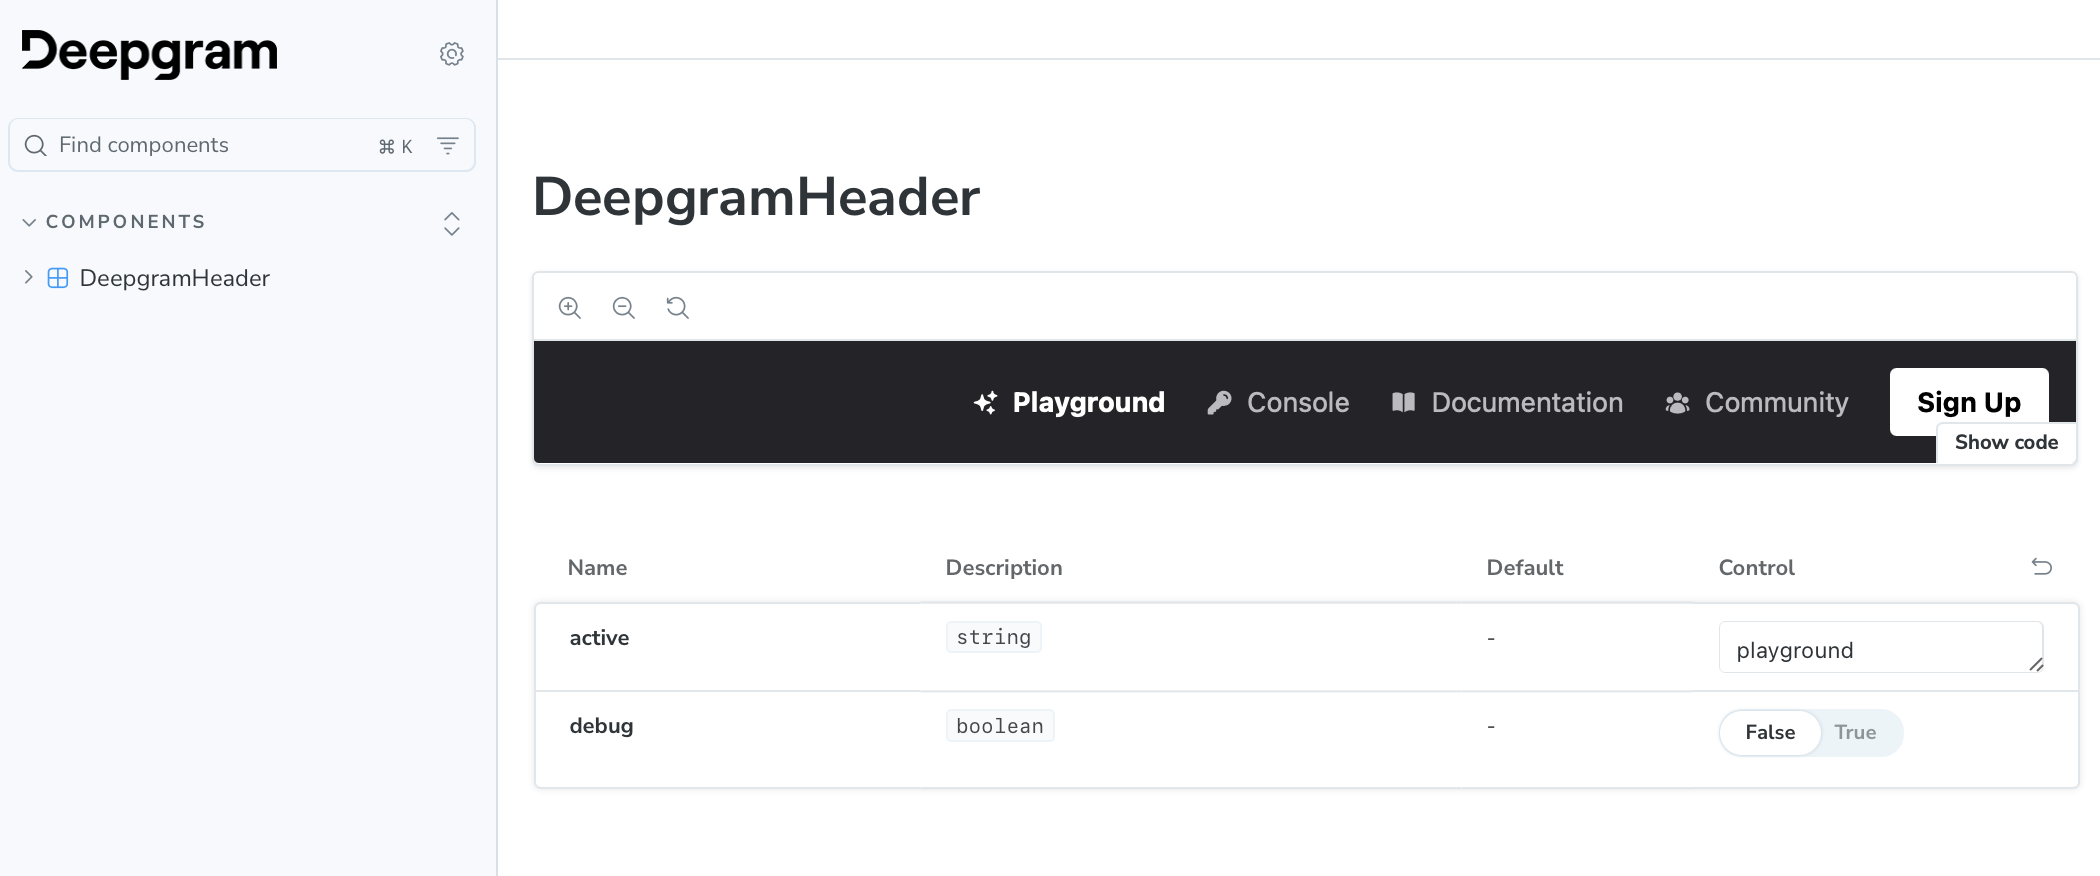 Deepgram
Find components
⌘ K
COMPONENTS
DeepgramHeader
DeepgramHeader
Playground Console Documentation Community Sign Up
Show code
Name Description Default Control
active string - playground
debug boolean - False True